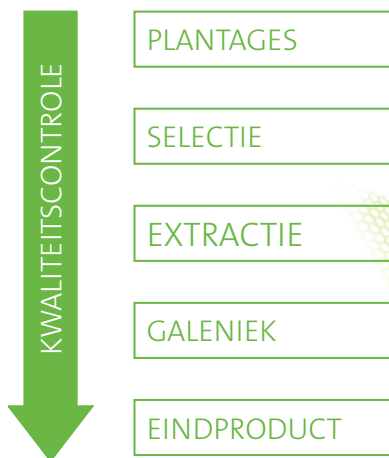 KWALITEITSCONTROLE
PLANTAGES
SELECTIE
EXTRACTIE
GALENIEK
EINDPRODUCT